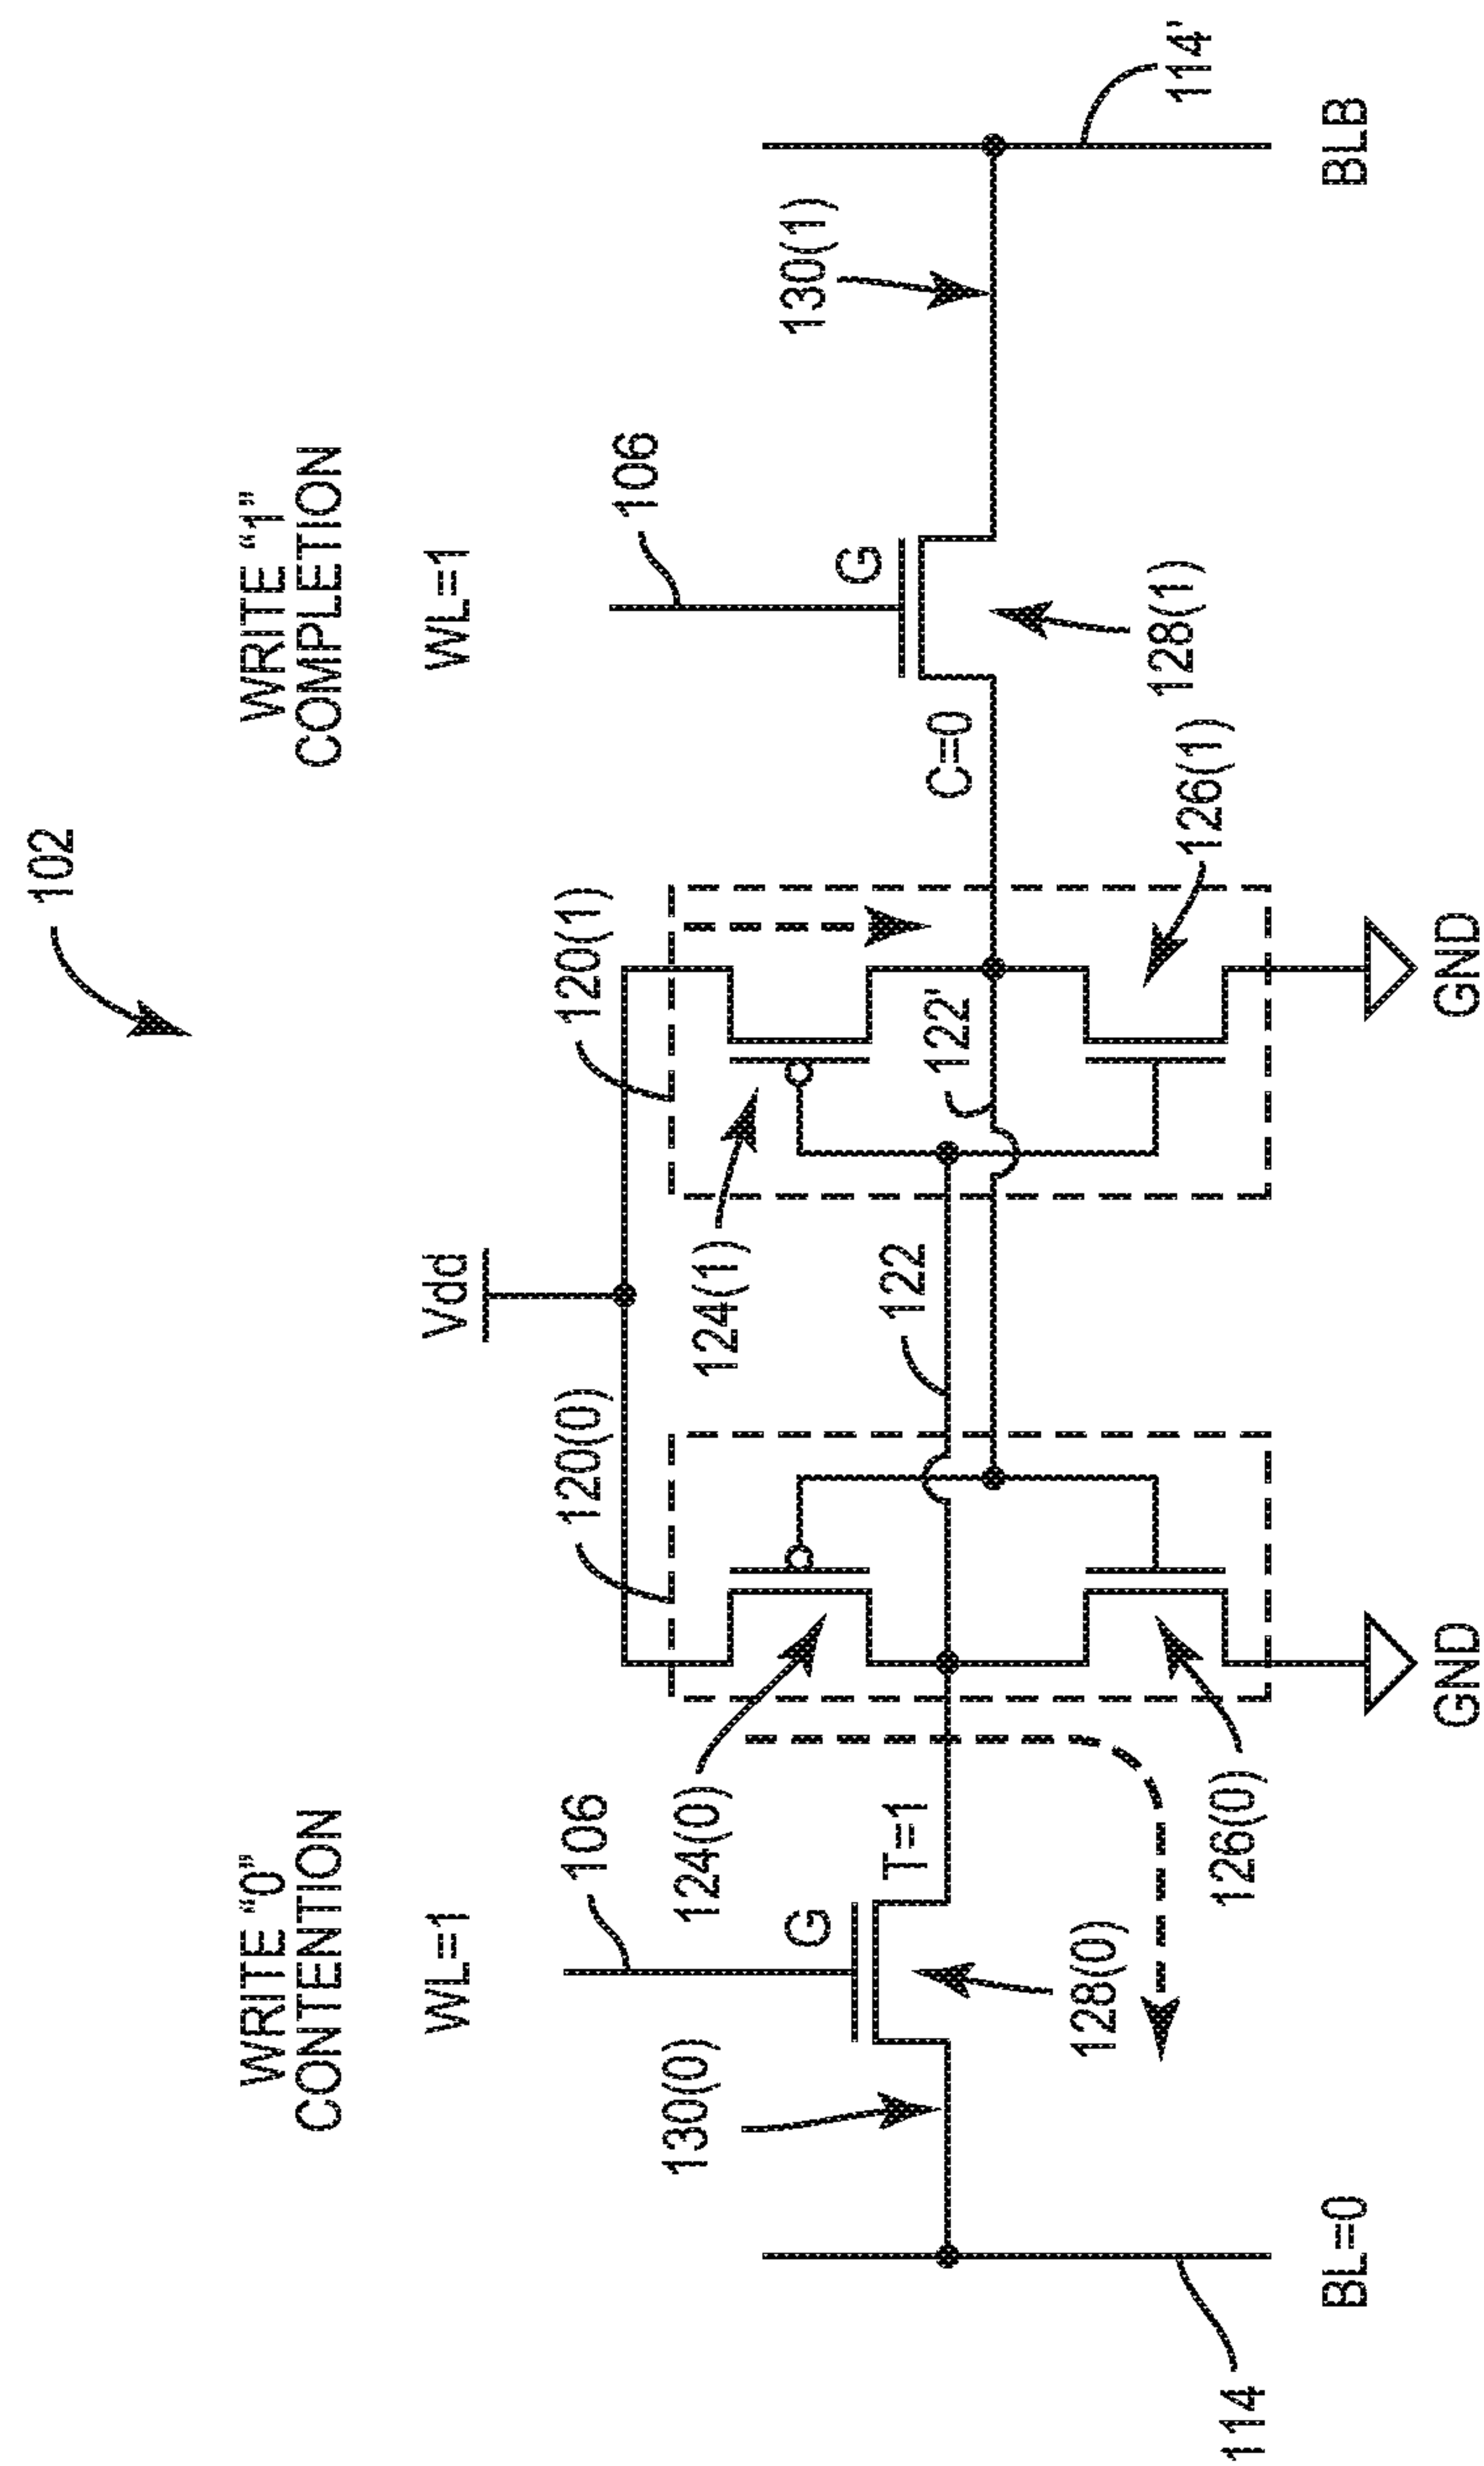 102
WRITE “0”
CONTENTION
WRITE “1”
COMPLETION
WL=1
Vdd
WL=1
106
120(0)
120(1)
106
130(0)
124(0)
124(1)
130(1)
G
G
T=1
122
122'
C=0
128(0)
126(0)
126(1)
128(1)
114
114'
BL=0
BLB
GND
GND